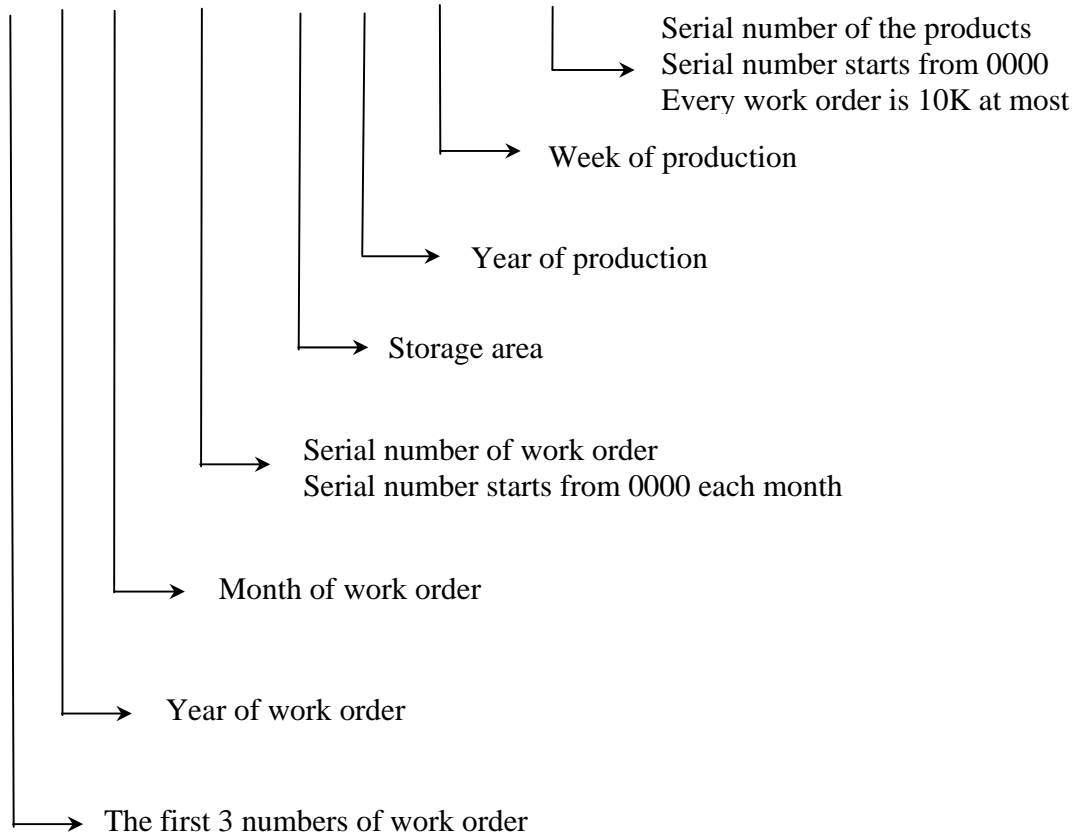 Serial number of the products
Serial number starts from 0000
Every work order is 10K at most
Week of production
Year of production
Storage area
Serial number of work order
Serial number starts from 0000 each month
Month of work order
Year of work order
The first 3 numbers of work order